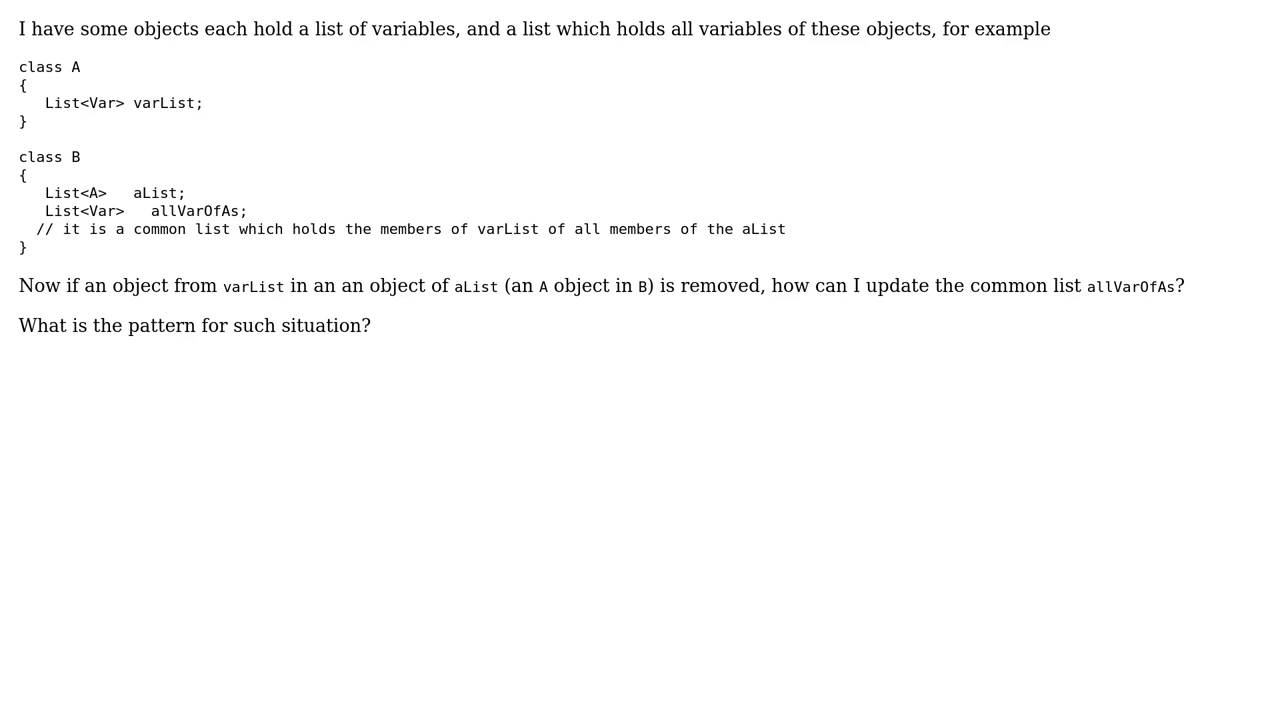 I have some objects each hold a list of variables, and a list which holds all variables of these objects, for example
class A
{
   List<Var> varList;
}
class B
{
   List<A>   aList;
   List<Var>   allVarOfAs;
  // it is a common list which holds the members of varList of all members of the aList
}
Now if an object from varList in an an object of aList (an A object in B) is removed, how can I update the common list allVarOfAs?
What is the pattern for such situation?